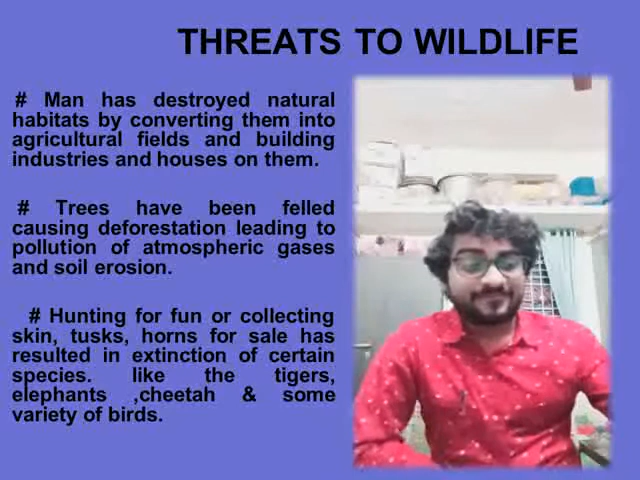 THREATS TO WILDLIFE
# Man has destroyed natural
habitats by converting them into
agricultural fields and building
industries and houses on them.
# Trees have been felled
causing deforestation leading to
pollution of atmospheric gases
and soil erosion.
# Hunting for fun or collecting
skin, tusks, horns for sale has
resulted in extinction of certain
species. like the tigers,
elephants ,cheetah & some
variety of birds.